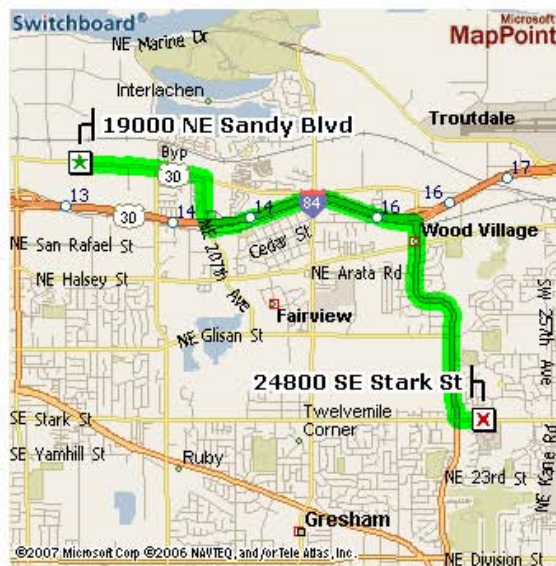 Switchboard®
Microsoft
MapPoint
NE Marine Dr
Interlachen
Troutdale
19000 NE Sandy Blvd
Byp
30
17
13
30
14
14
84
16
16
NE San Rafael St
Cedar St
Wood Village
NE Halsey St
NE 207th Ave
NE Arata Rd
Fairview
NE Glisan St
SW 257th Ave
24800 SE Stark St
SE Stark St
Twelvemile
Corner
SE Yamhill St
Ruby
NE 23rd St
NE Kane Rd
Gresham
©2007 Microsoft Corp ©2006 NAVTEQ, and/or Tele Atlas, Inc.
NE Division St